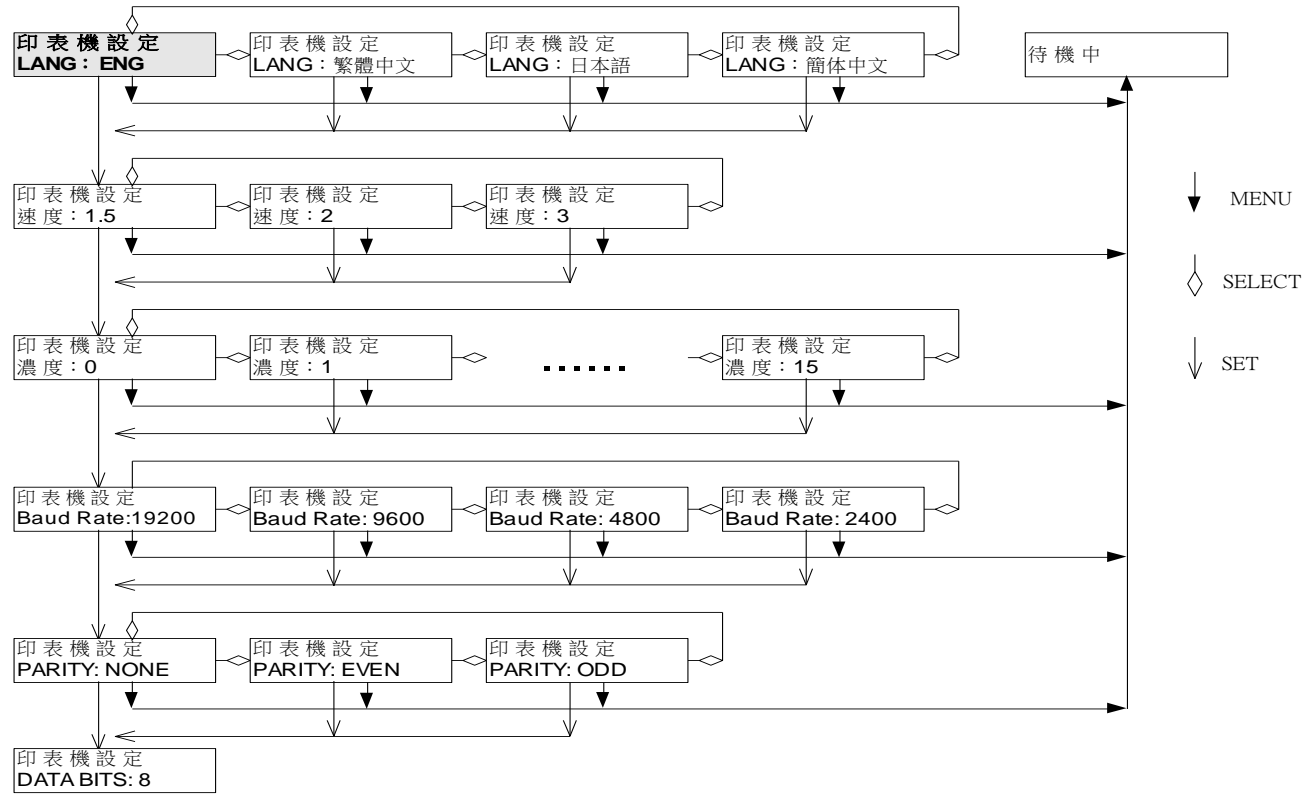 印表機設定
LANG：ENG
印表機設定
LANG：繁體中文
印表機設定
LANG：日本語
印表機設定
LANG：簡体中文
待機中
印表機設定
速度：1.5
印表機設定
速度：2
印表機設定
速度：3
MENU
SELECT
SET
印表機設定
濃度：0
印表機設定
濃度：1
......
印表機設定
濃度：15
印表機設定
Baud Rate:19200
印表機設定
Baud Rate: 9600
印表機設定
Baud Rate: 4800
印表機設定
Baud Rate: 2400
印表機設定
PARITY: NONE
印表機設定
PARITY: EVEN
印表機設定
PARITY: ODD
印表機設定
DATA BITS: 8